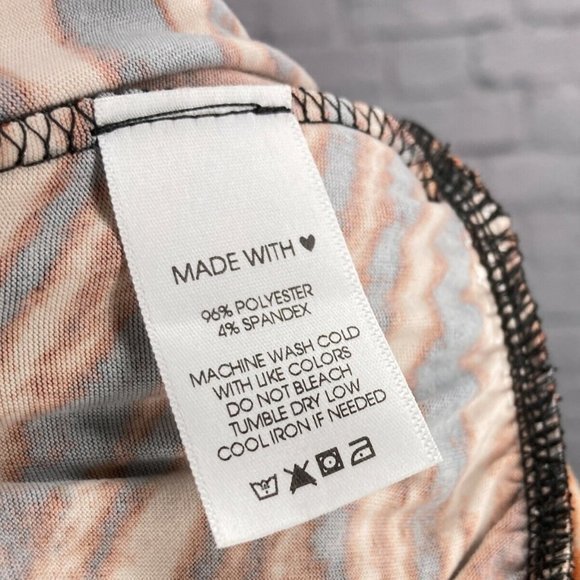 MADE WITH ♥
96% POLYESTER
4% SPANDEX
MACHINE WASH COLD
WITH LIKE COLORS
DO NOT BLEACH
TUMBLE DRY LOW
COOL IRON IF NEEDED